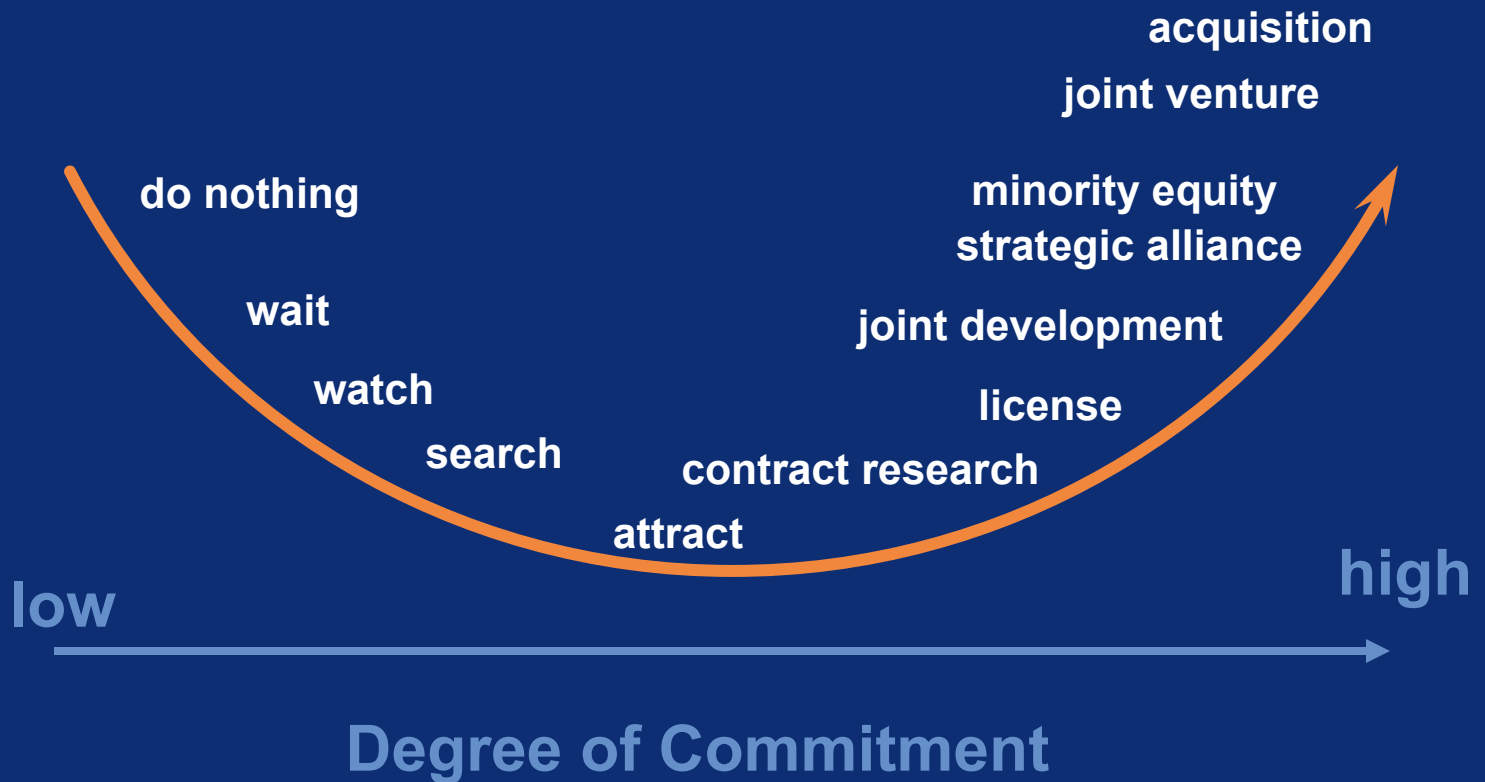 acquisition
joint venture
do nothing
minority equity
strategic alliance
wait
joint development
watch
license
search
contract research
attract
low
high
Degree of Commitment